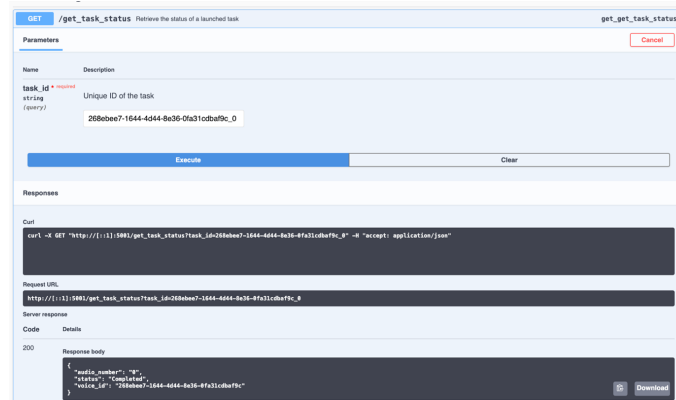 GET /get_task_status Retrieve the status of a launched task get_get_task_status
Parameters Cancel
Name Description
task_id * required
string
(query)
Unique ID of the task
268ebee7-1644-4d44-8e36-0fa31cdbaf9c_0
Execute Clear
Responses
Curl
curl -X GET "http://[::1]:5001/get_task_status?task_id=268ebee7-1644-4d44-8e36-0fa31cdbaf9c_0" -H "accept: application/json"
Request URL
http://[::1]:5001/get_task_status?task_id=268ebee7-1644-4d44-8e36-0fa31cdbaf9c_0
Server response
Code Details
200
Response body
{
"audio_number": "0",
"status": "Completed",
"voice_id": "268ebee7-1644-4d44-8e36-0fa31cdbaf9c"
}
Download